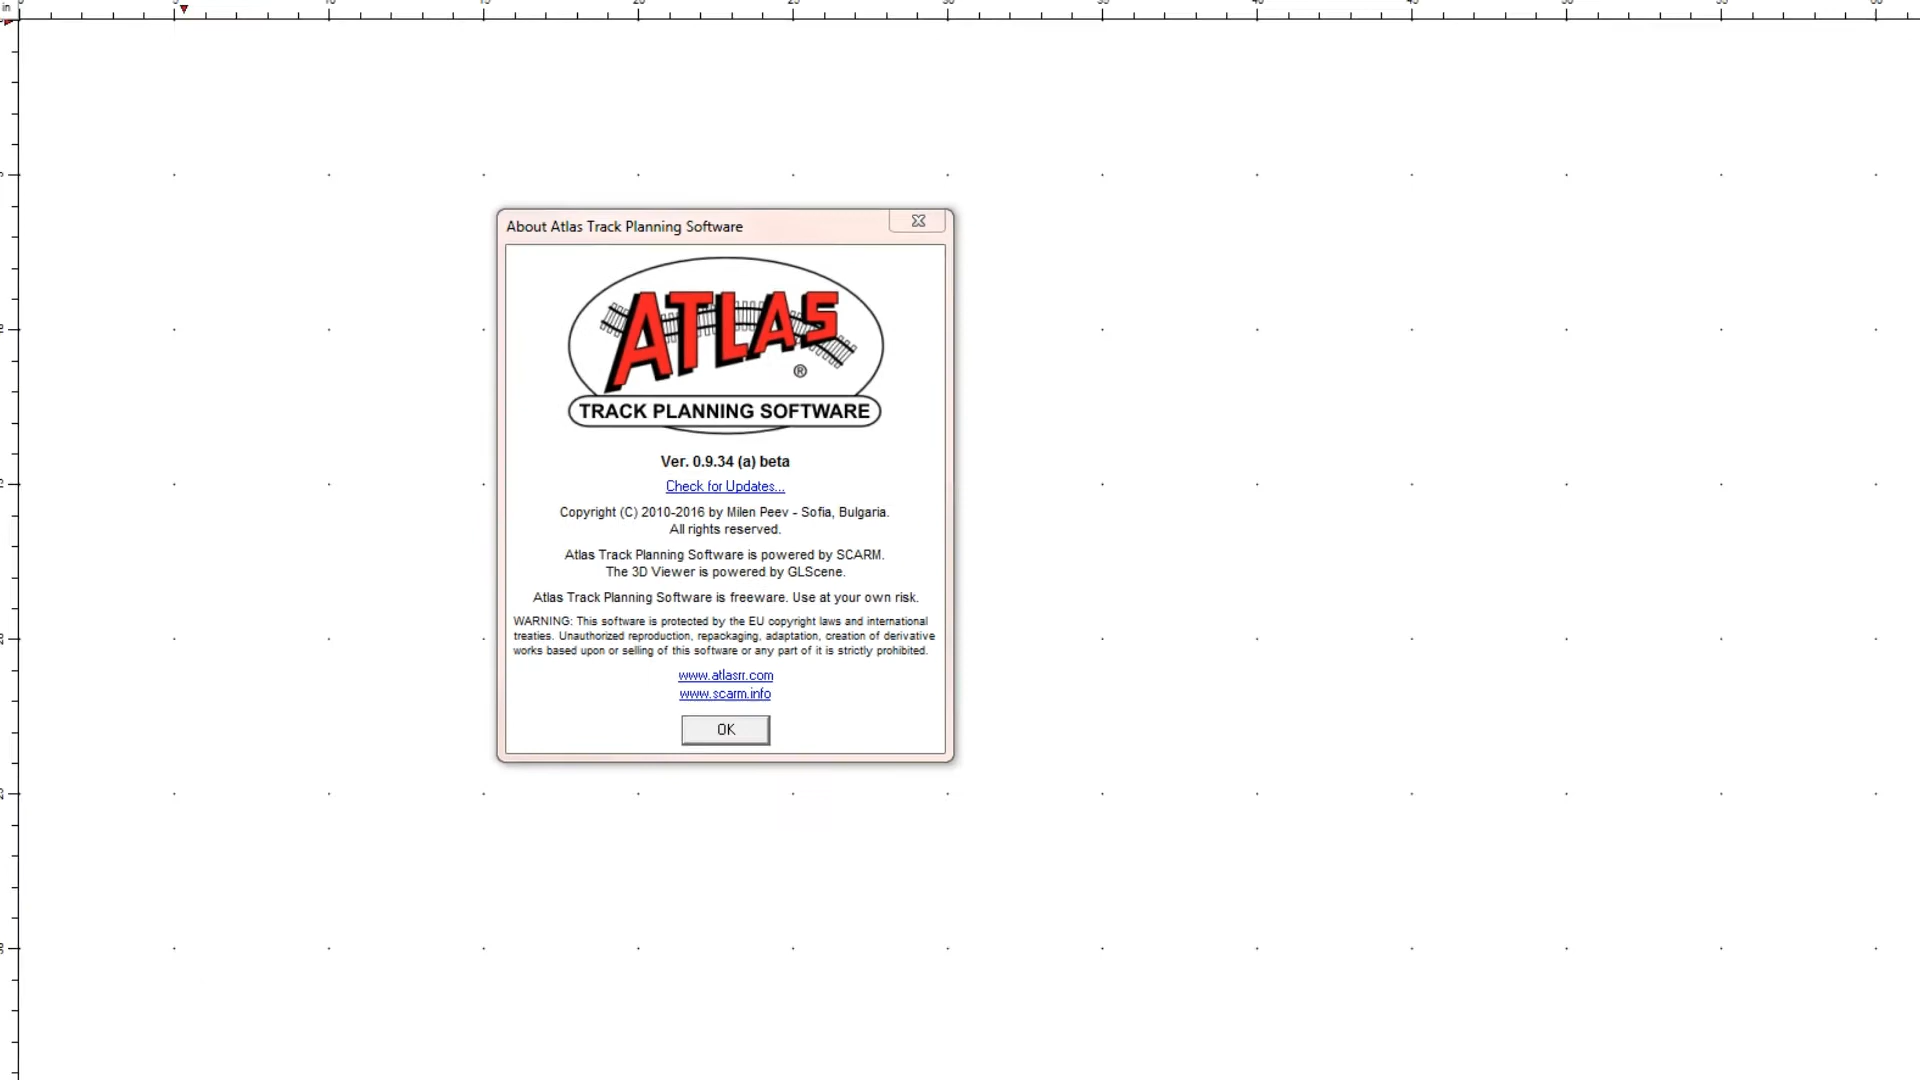 in
About Atlas Track Planning Software
ATLAS
®
TRACK PLANNING SOFTWARE
Ver. 0.9.34 (a) beta
Check for Updates...
Copyright (C) 2010-2016 by Milen Peev - Sofia, Bulgaria.
All rights reserved.
Atlas Track Planning Software is powered by SCARM.
The 3D Viewer is powered by GLScene.
Atlas Track Planning Software is freeware. Use at your own risk.
WARNING: This software is protected by the EU copyright laws and international
treaties. Unauthorized reproduction, repackaging, adaptation, creation of derivative
works based upon or selling of this software or any part of it is strictly prohibited.
www.atlasrr.com
www.scarm.info
OK